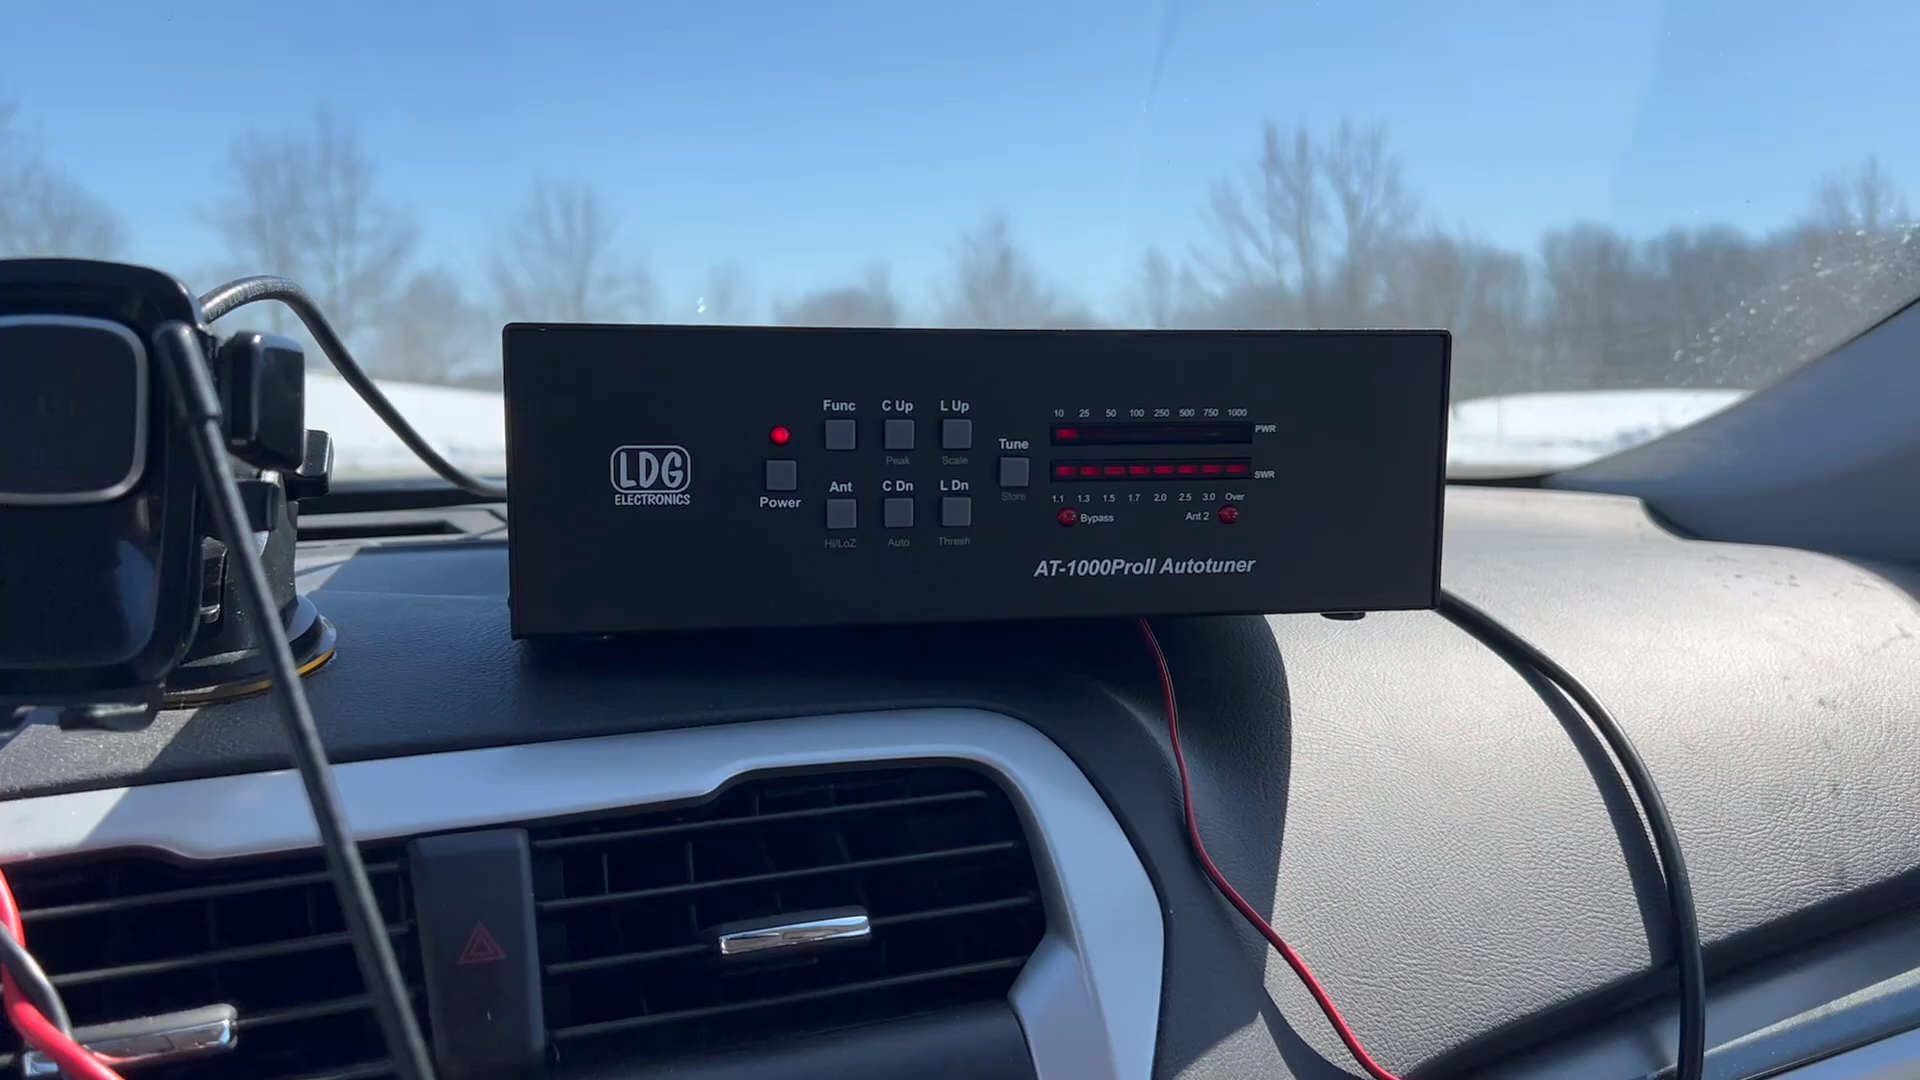 LDG
ELECTRONICS
Power
Func
C Up
L Up
Peak
Scale
Ant
C Dn
L Dn
Hi/LoZ
Auto
Thresh
Tune
Store
10 25 50 100 250 500 750 1000
PWR
SWR
1.1 1.3 1.5 1.7 2.0 2.5 3.0 Over
Bypass
Ant 2
AT-1000ProII Autotuner